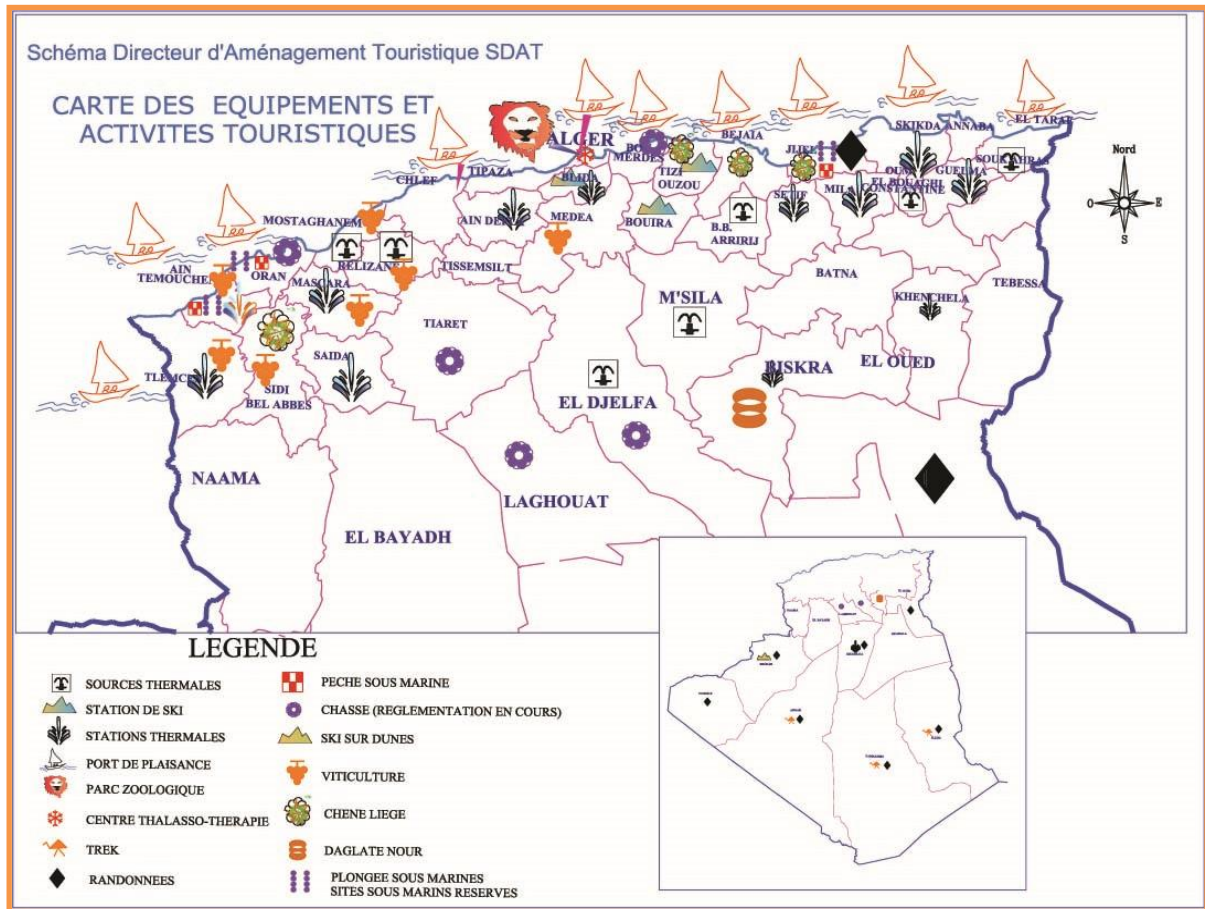 Schéma Directeur d'Aménagement Touristique SDAT
CARTE DES EQUIPEMENTS ET
ACTIVITES TOURISTIQUES
ALGER
BEJAIA
SKIKDA
ANNABA
EL TARAF
TIPAZA
CHLEF
BLIDA
MERDES
TIZI
OUZOU
JIJEL
SOUK AHRAS
GUELMA
OUM
EL BOUAGHI
CONSTANTINE
MILA
SETIF
MOSTAGHANEM
AIN DEFLA
MEDEA
BOUIRA
B.B.
ARRIRIJ
RELIZANE
TISSEMSILT
AIN
TEMOUCHENT
ORAN
MASCARA
BATNA
TEBESSA
KHENCHELA
M'SILA
TIARET
BISKRA
EL OUED
SAIDA
TLEMCEN
SIDI
BEL ABBES
EL DJELFA
NAAMA
LAGHOUAT
EL BAYADH
Nord
O
E
S
LEGENDE
SOURCES THERMALES
STATION DE SKI
STATIONS THERMALES
PORT DE PLAISANCE
PARC ZOOLOGIQUE
CENTRE THALASSO-THERAPIE
TREK
RANDONNEES
PECHE SOUS MARINE
CHASSE (REGLEMENTATION EN COURS)
SKI SUR DUNES
VITICULTURE
CHENE LIEGE
DAGLATE NOUR
PLONGEE SOUS MARINES
SITES SOUS MARINS RESERVES